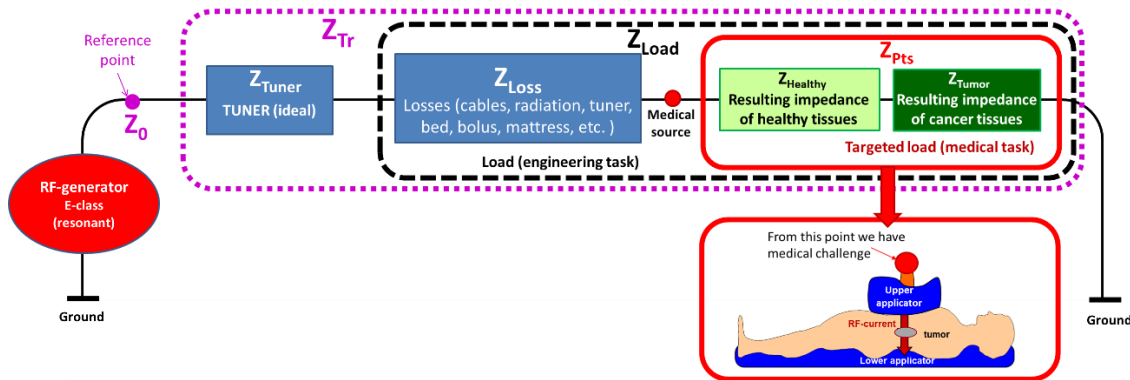 Reference
point
Z0
RF-generator
E-class
(resonant)
Ground
ZTr
ZTuner
TUNER (ideal)
ZLoad
ZLoss
Losses (cables, radiation, tuner,
bed, bolus, mattress, etc. )
Load (engineering task)
Medical
source
ZPts
ZHealthy
Resulting impedance
of healthy tissues
ZTumor
Resulting impedance
of cancer tissues
Targeted load (medical task)
From this point we have
medical challenge
Upper
applicator
RF-current
tumor
Lower applicator
Ground